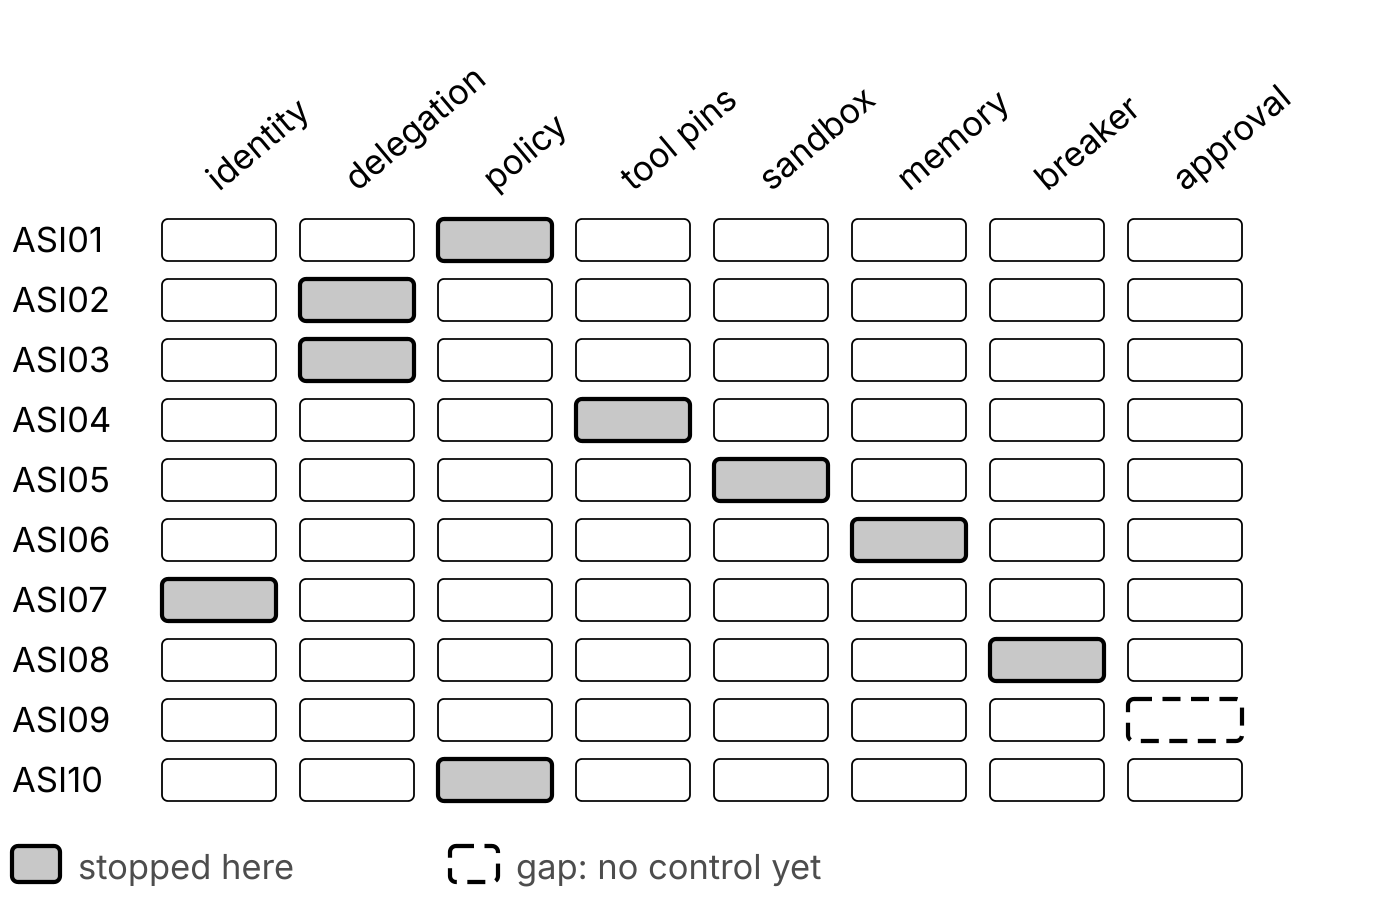 identity delegation policy tool pins sandbox memory breaker approval
ASI01
ASI02
ASI03
ASI04
ASI05
ASI06
ASI07
ASI08
ASI09
ASI10
stopped here gap: no control yet